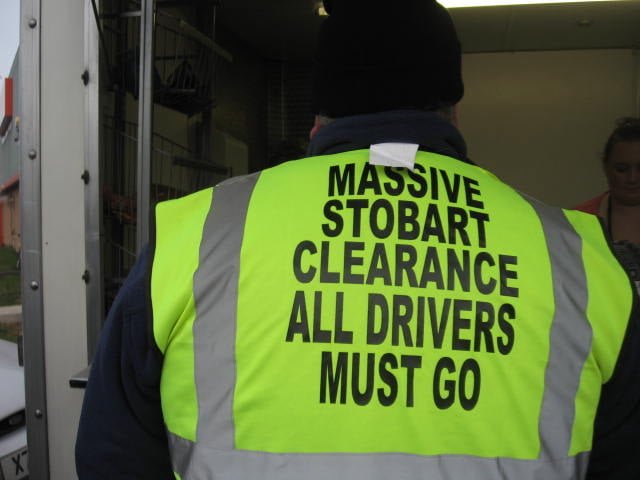 MASSIVE
STOBART
CLEARANCE
ALL DRIVERS
MUST GO